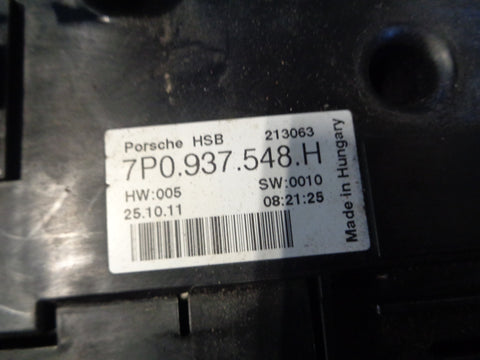 Porsche HSB 213063
7P0.937.548.H
HW:005 SW:0010
25.10.11 08:21:25
Made in Hungary